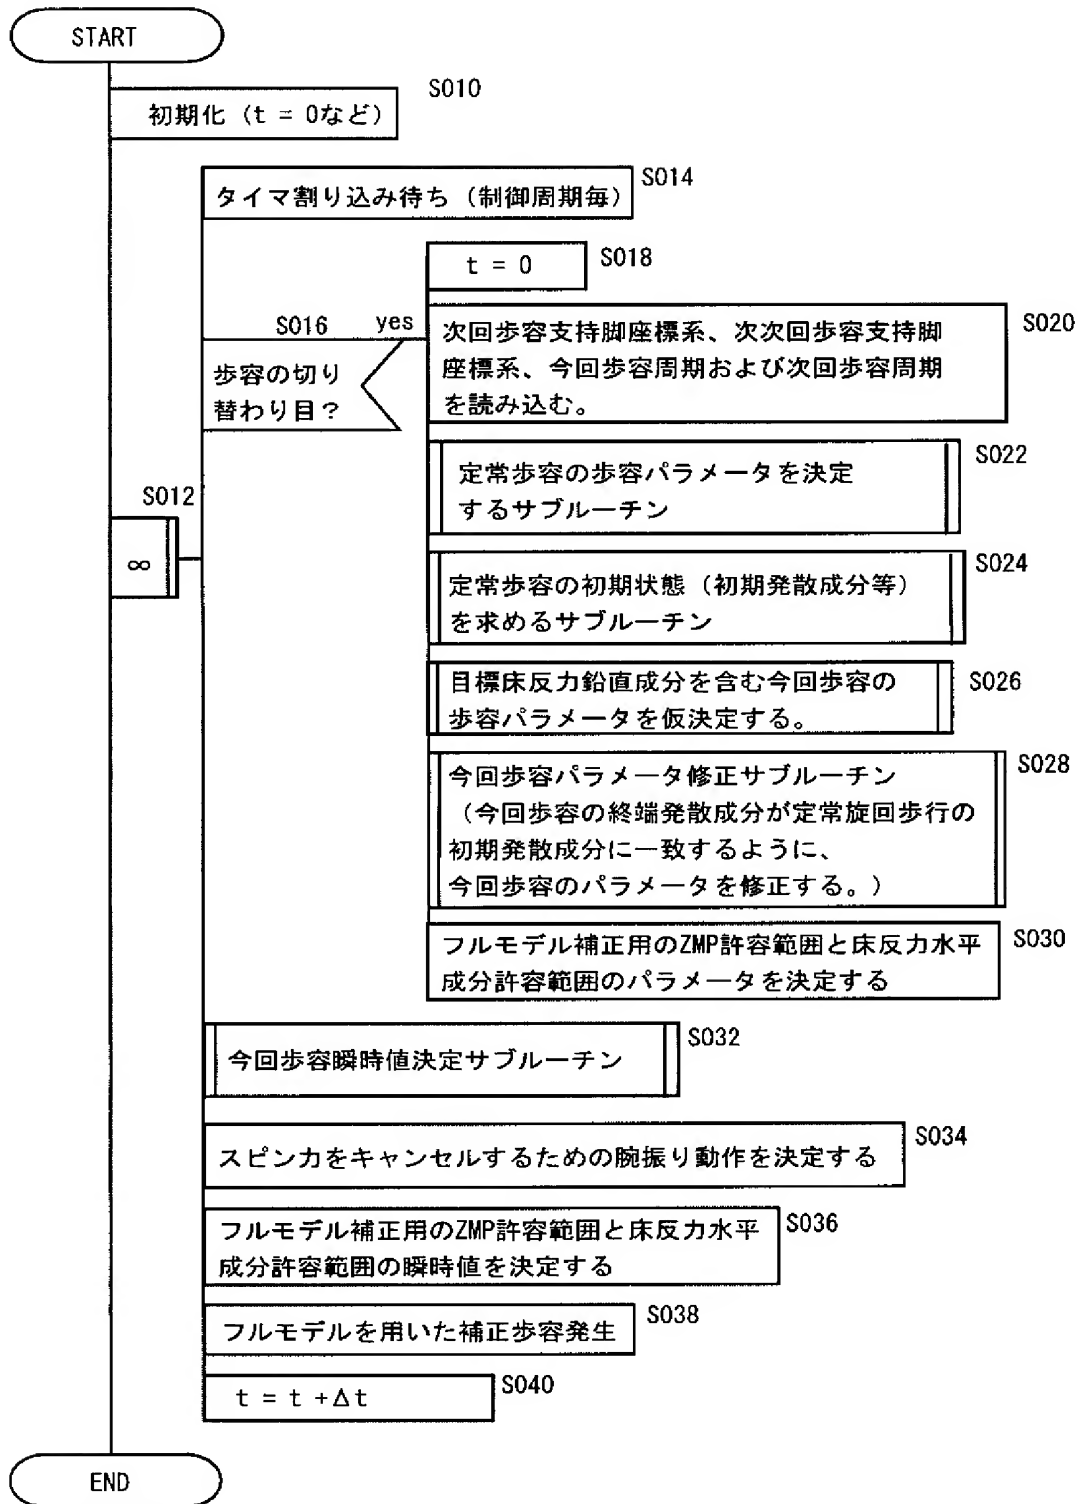 START
S010
初期化（t = 0など）
S014
タイマ割り込み待ち（制御周期毎）
S018
t = 0
S016
yes
歩容の切り
替わり目？
S020
次回歩容支持脚座標系、次次回歩容支持脚
座標系、今回歩容周期および次回歩容周期
を読み込む。
S022
定常歩容の歩容パラメータを決定
するサブルーチン
S012
∞
S024
定常歩容の初期状態（初期発散成分等）
を求めるサブルーチン
S026
目標床反力鉛直成分を含む今回歩容の
歩容パラメータを仮決定する。
S028
今回歩容パラメータ修正サブルーチン
（今回歩容の終端発散成分が定常旋回歩行の
初期発散成分に一致するように、
今回歩容のパラメータを修正する。）
S030
フルモデル補正用のZMP許容範囲と床反力水平
成分許容範囲のパラメータを決定する
S032
今回歩容瞬時値決定サブルーチン
S034
スピン力をキャンセルするための腕振り動作を決定する
S036
フルモデル補正用のZMP許容範囲と床反力水平
成分許容範囲の瞬時値を決定する
S038
フルモデルを用いた補正歩容発生
S040
t = t +Δt
END